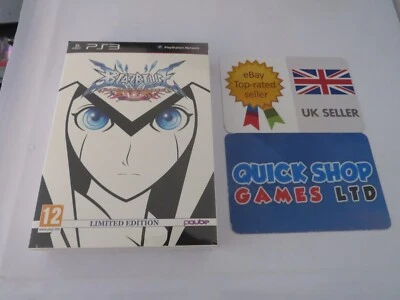 PS3
PlayStation Network
BLAZBLUE
12
LIMITED EDITION
pqube
eBay
Top-rated
seller
UK SELLER
QUICK SHOP
GAMES LTD